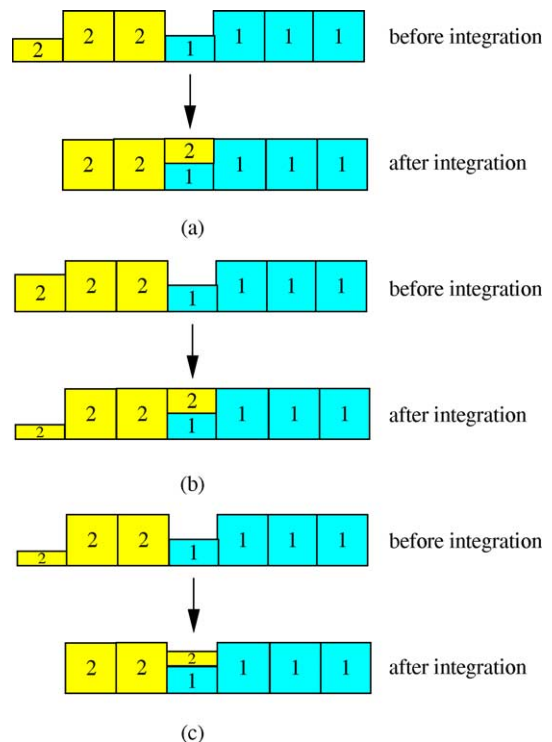 2 2 2 1 1 1 1 before integration
2 2 2 1 1 1
1 after integration
(a)
2 2 2 1 1 1 1 before integration
2 2 2 2 1 1 1
1 after integration
(b)
2 2 2 1 1 1 1 before integration
2 2 2 1 1 1
1 after integration
(c)